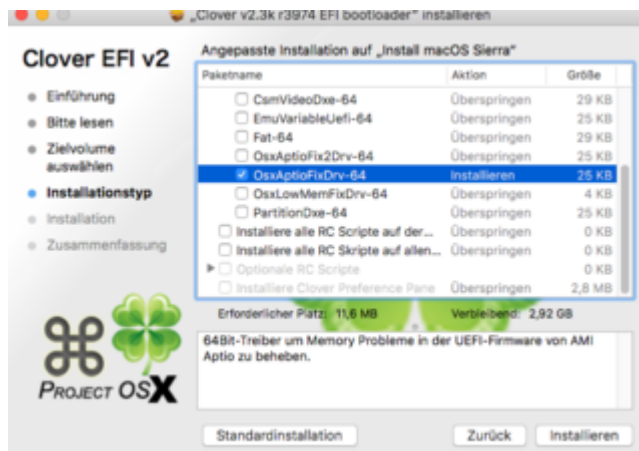 „Clover v2.3k r3974 EFI bootloader" installieren
Clover EFI v2
Angepasste Installation auf „Install macOS Sierra"
Paketname Aktion Größe
CsmVideoDxe-64 Überspringen 29 KB
EmuVariableUefi-64 Überspringen 25 KB
Fat-64 Überspringen 29 KB
OsxAptioFix2Drv-64 Überspringen 25 KB
OsxAptioFixDrv-64 Installieren 25 KB
OsxLowMemFixDrv-64 Überspringen 4 KB
PartitionDxe-64 Überspringen 25 KB
Installiere alle RC Scripte auf der... Überspringen 0 KB
Installiere alle RC Skripte auf allen... Überspringen 0 KB
Optionale RC Scripte 0 KB
Installiere Clover Preference Pane Überspringen 2,8 MB
Einführung
Bitte lesen
Zielvolume
auswählen
Installationstyp
Installation
Zusammenfassung
Erforderlicher Platz: 11,6 MB Verbleibend: 2,92 GB
64Bit-Treiber um Memory Probleme in der UEFI-Firmware von AMI
Aptio zu beheben.
PROJECT OSX
Standardinstallation Zurück Installieren